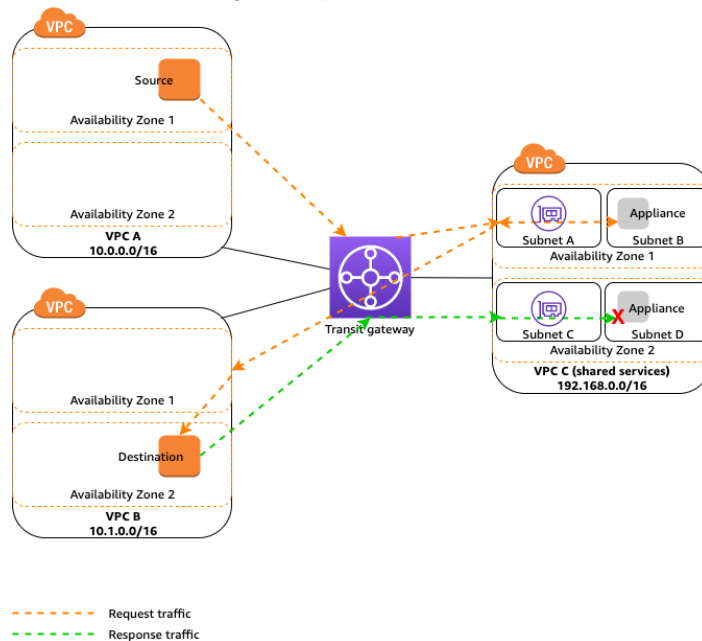 VPC
Source
Availability Zone 1
Availability Zone 2
VPC A
10.0.0.0/16
VPC
Availability Zone 1
Destination
Availability Zone 2
VPC B
10.1.0.0/16
Transit gateway
VPC
Appliance
Subnet A
Subnet B
Availability Zone 1
Appliance
X
Subnet C
Subnet D
Availability Zone 2
VPC C (shared services)
192.168.0.0/16
Request traffic
Response traffic